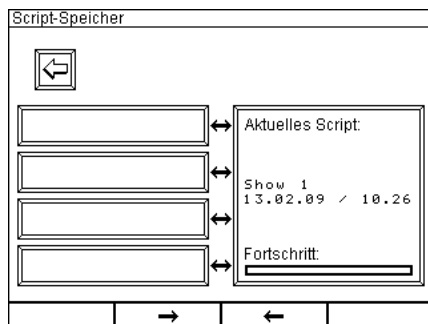 Script-Speicher
Aktuelles Script:
Show 1
13.02.09 / 10.26
Fortschritt: